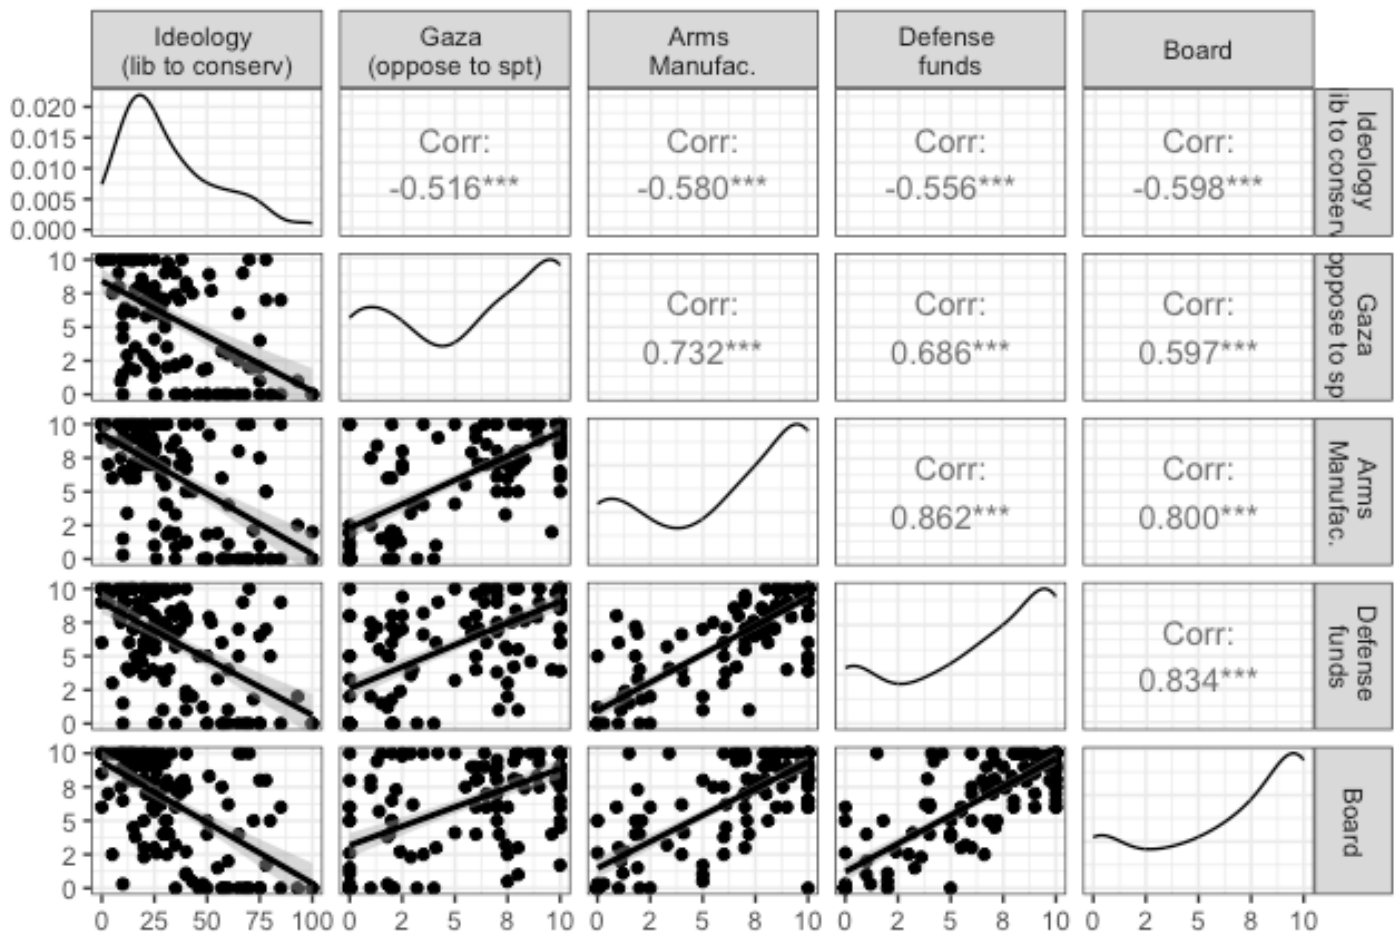 Ideology
(lib to conserv)
Gaza
(oppose to spt)
Arms
Manufac.
Defense
funds
Board
0.020
0.015
0.010
0.005
0.000
Corr:
-0.516***
Corr:
-0.580***
Corr:
-0.556***
Corr:
-0.598***
Ideology
ib to conserv
10
8
5
2
0
Corr:
0.732***
Corr:
0.686***
Corr:
0.597***
Gaza
oppose to sp
10
8
5
2
0
Corr:
0.862***
Corr:
0.800***
Arms
Manufac.
10
8
5
2
0
Corr:
0.834***
Defense
funds
10
8
5
2
0
Board
0 25 50 75 100 0 2 5 8 10 0 2 5 8 10 0 2 5 8 10 0 2 5 8 10